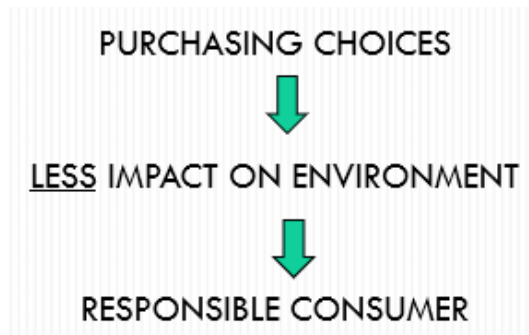 PURCHASING CHOICES
LESS IMPACT ON ENVIRONMENT
RESPONSIBLE CONSUMER